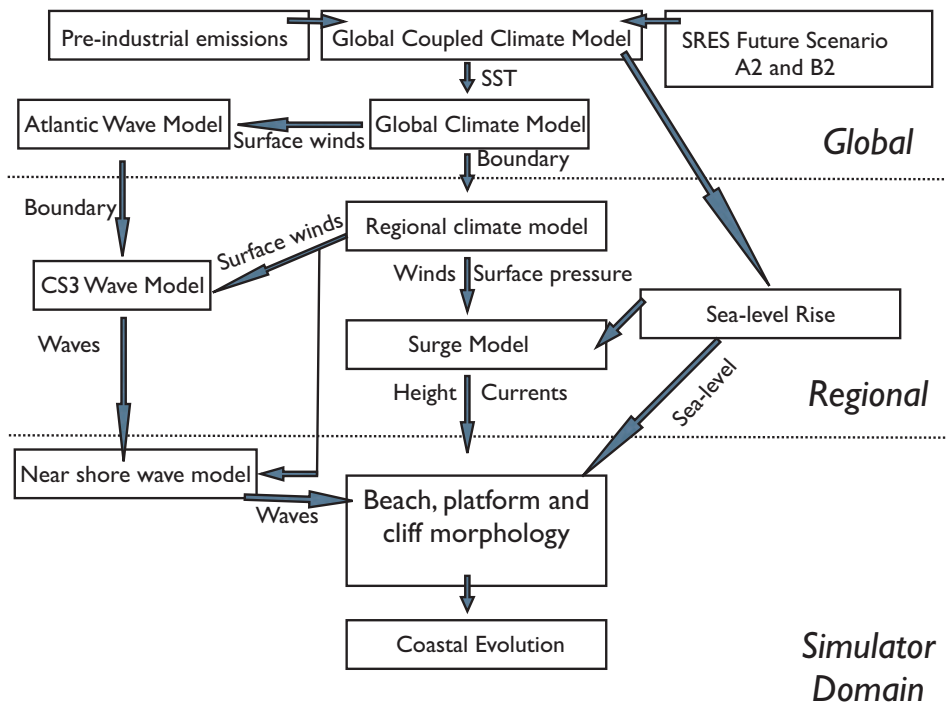 Pre-industrial emissions
Global Coupled Climate Model
SRES Future Scenario
A2 and B2
SST
Atlantic Wave Model
Surface winds
Global Climate Model
Global
Boundary
Boundary
Surface winds
Regional climate model
CS3 Wave Model
Winds
Surface pressure
Sea-level Rise
Waves
Surge Model
Height
Currents
Sea-level
Regional
Near shore wave model
Waves
Beach, platform and
cliff morphology
Coastal Evolution
Simulator
Domain